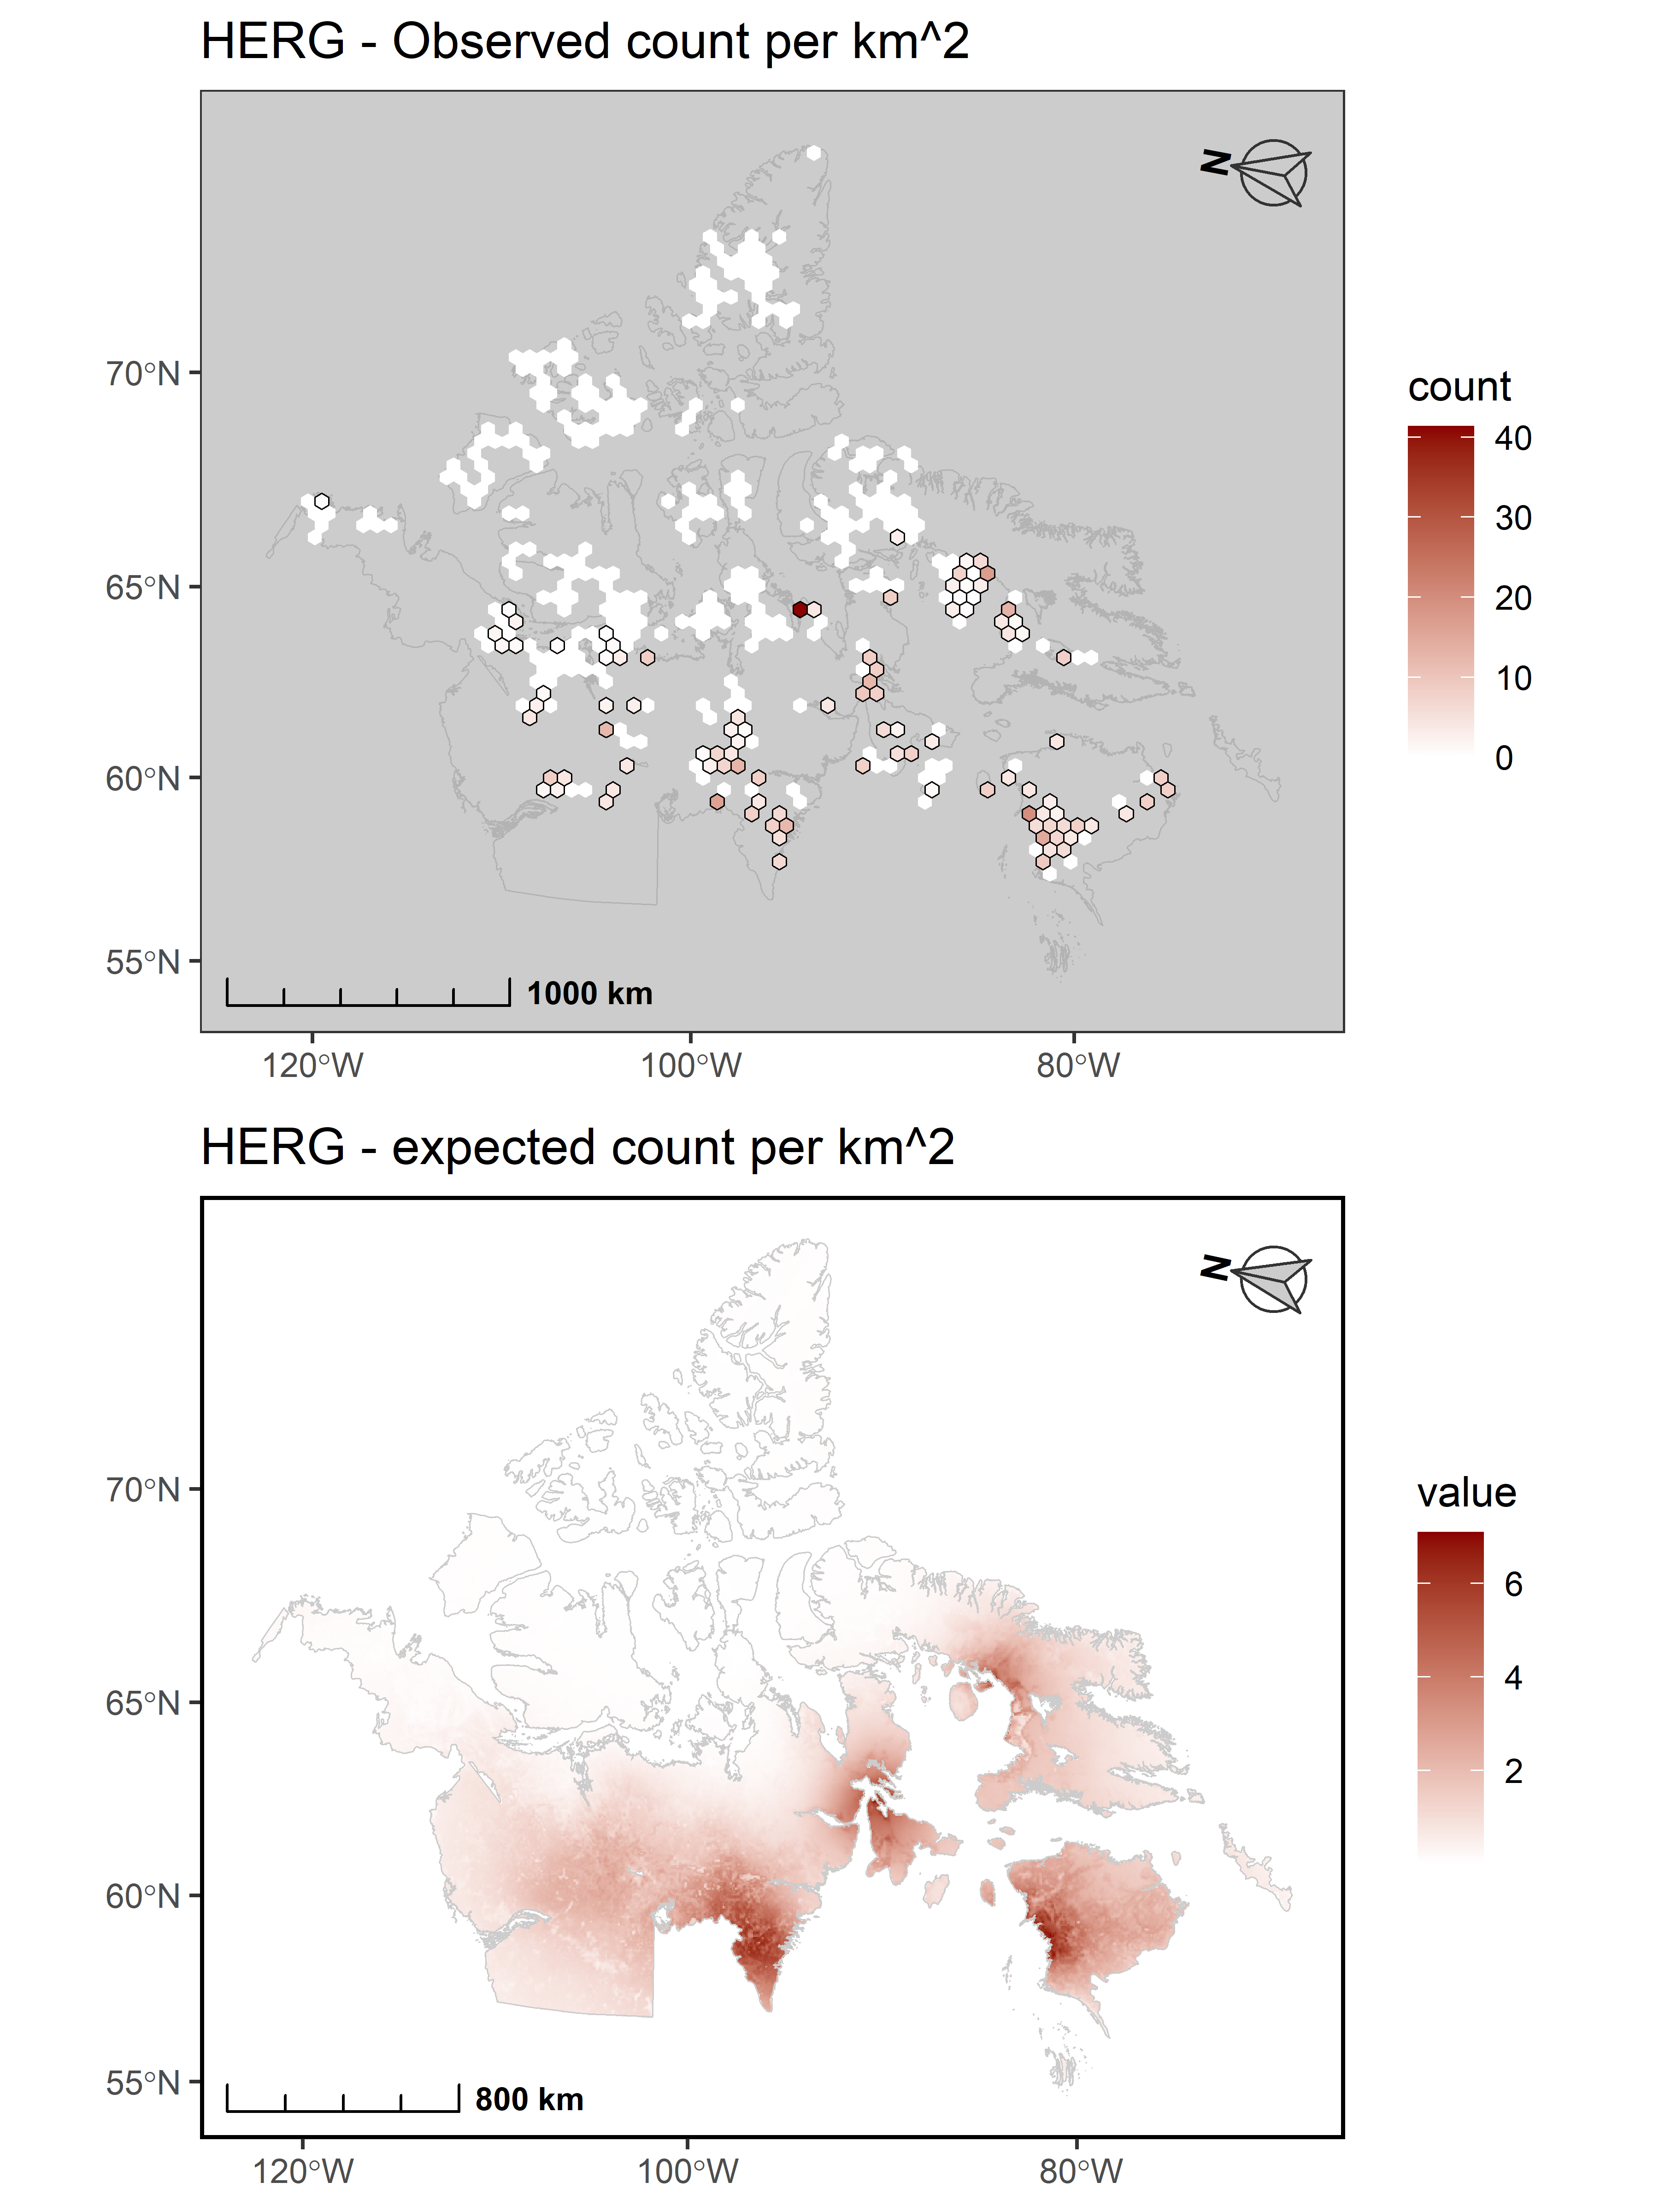 HERG - Observed count per km^2
N
70°N
65°N
60°N
55°N
1000 km
120°W 100°W 80°W
count
40
30
20
10
0
HERG - expected count per km^2
N
70°N
65°N
60°N
55°N
800 km
120°W 100°W 80°W
value
6
4
2